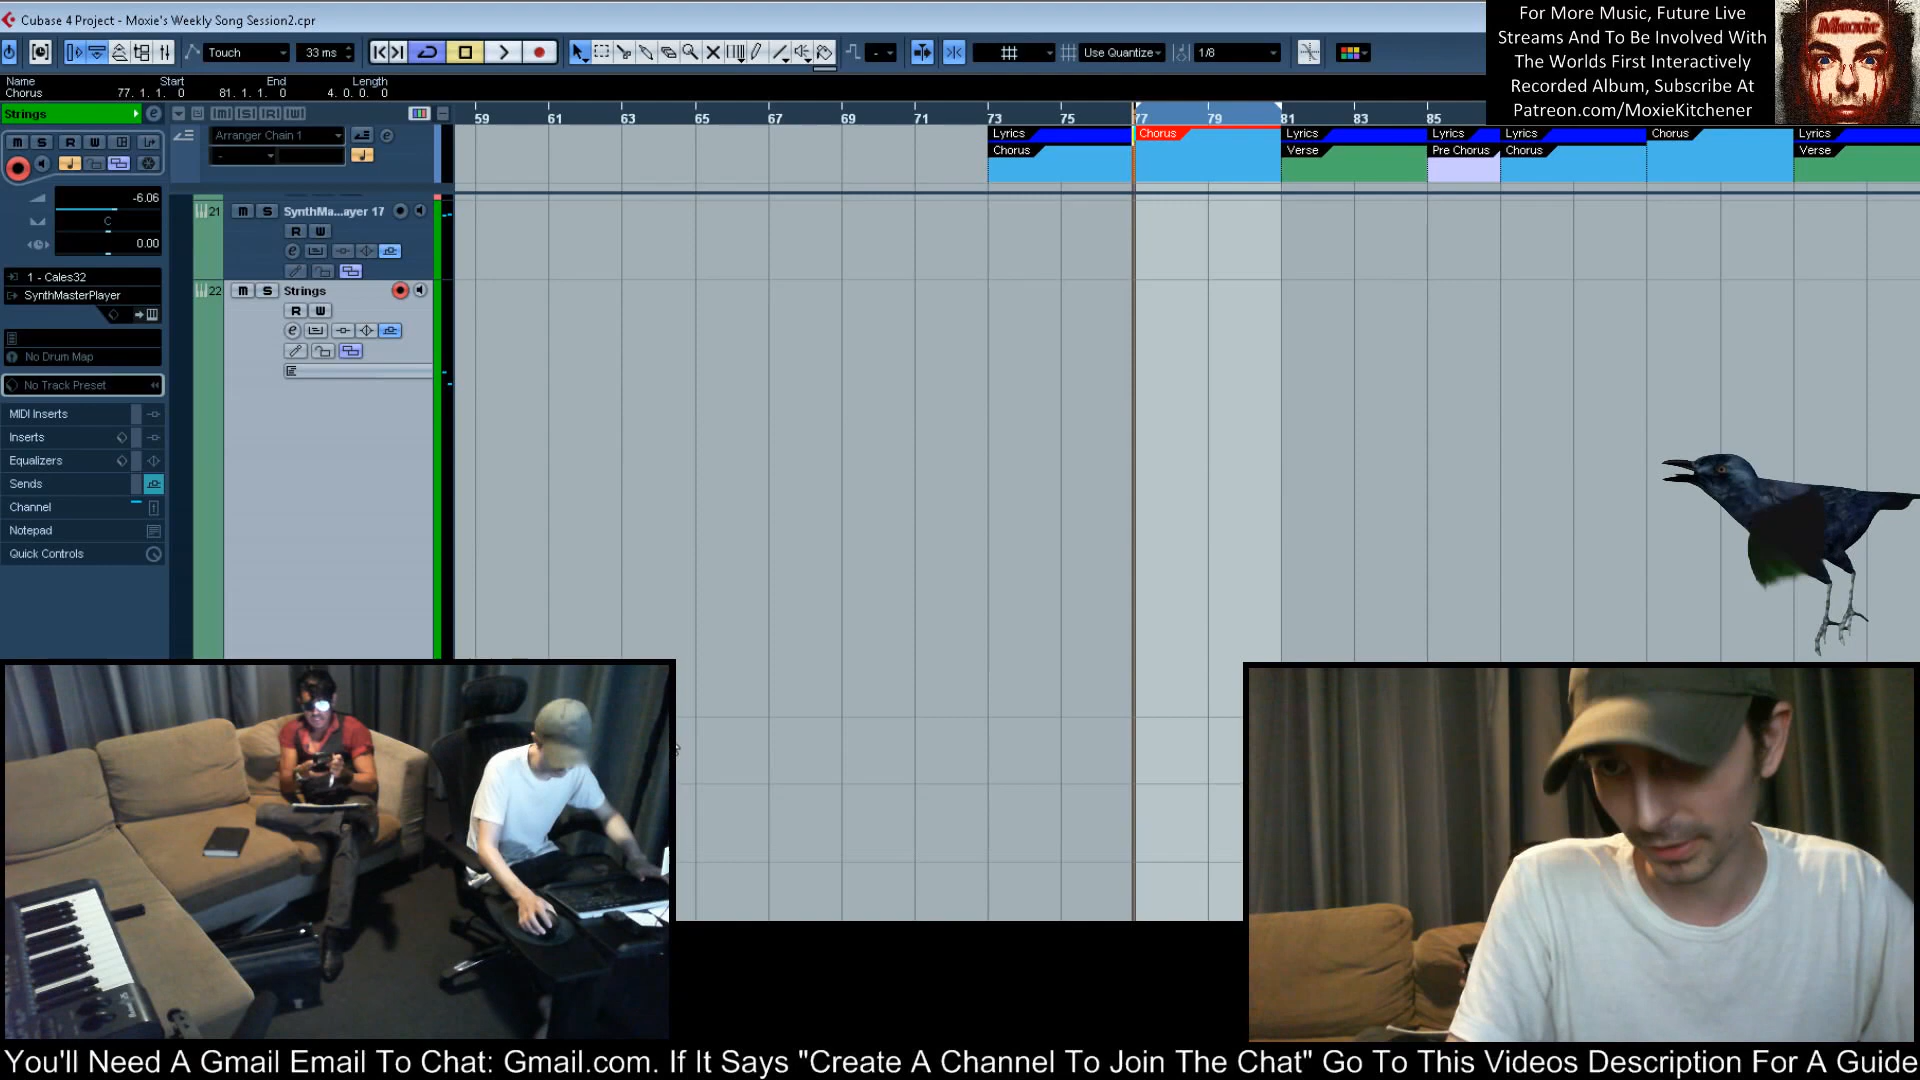 Cubase 4 Project - Moxie's Weekly Song Session2.cpr
For More Music, Future Live
Streams And To Be Involved With
The Worlds First Interactively
Recorded Album, Subscribe At
Patreon.com/MoxieKitchener
Moxie
Touch
33 ms
Use Quantize
1/8
Name
Start
End
Length
Chorus
77. 1. 1. 0
81. 1. 1. 0
4. 0. 0. 0
Strings
59
61
63
65
67
69
71
73
75
77
79
81
83
85
Arranger Chain 1
Lyrics
Chorus
Lyrics
Lyrics
Lyrics
Chorus
Lyrics
Chorus
Verse
Pre Chorus
Chorus
Verse
M S R W
-6.06
C
0.00
1 - Cales32
SynthMasterPlayer
No Drum Map
No Track Preset
MIDI Inserts
Inserts
Equalizers
Sends
Channel
Notepad
Quick Controls
21
m S SynthMa...ayer 17
R W
22
m S Strings
R W
You'll Need A Gmail Email To Chat: Gmail.com. If It Says "Create A Channel To Join The Chat" Go To This Videos Description For A Guide